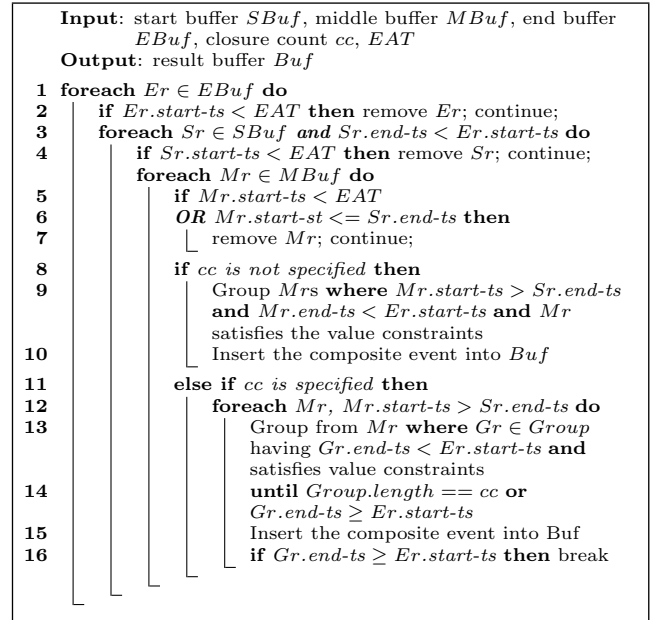 Input: start buffer SBuf, middle buffer MBuf, end buffer
EBuf, closure count cc, EAT
Output: result buffer Buf
1 foreach Er ∈ EBuf do
2 if Er.start-ts < EAT then remove Er; continue;
3 foreach Sr ∈ SBuf and Sr.end-ts < Er.start-ts do
4 if Sr.start-ts < EAT then remove Sr; continue;
foreach Mr ∈ MBuf do
5 if Mr.start-ts < EAT
6 OR Mr.start-st <= Sr.end-ts then
7 remove Mr; continue;
8 if cc is not specified then
9 Group Mrs where Mr.start-ts > Sr.end-ts
and Mr.end-ts < Er.start-ts and Mr
satisfies the value constraints
10 Insert the composite event into Buf
11 else if cc is specified then
12 foreach Mr, Mr.start-ts > Sr.end-ts do
13 Group from Mr where Gr ∈ Group
having Gr.end-ts < Er.start-ts and
satisfies value constraints
14 until Group.length == cc or
Gr.end-ts ≥ Er.start-ts
15 Insert the composite event into Buf
16 if Gr.end-ts ≥ Er.start-ts then break